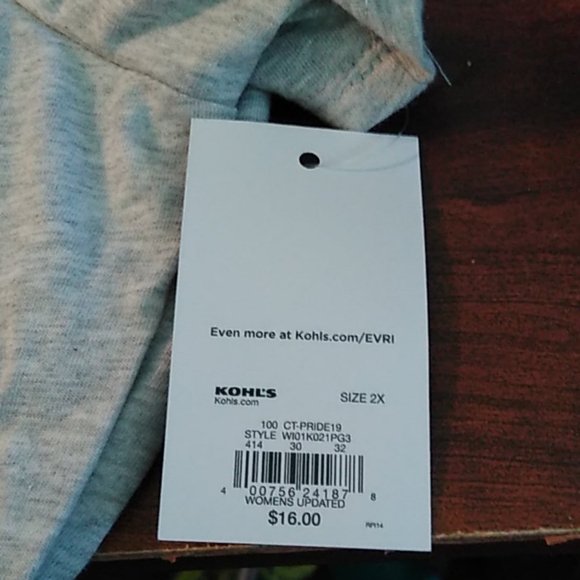 Even more at Kohls.com/EVRI
KOHL'S SIZE 2X
Kohls.com
100 CT-PRIDE19
STYLE WI01K021PG3
414 30 32
4 00756 24187 8
WOMENS UPDATED
$16.00 RPI14